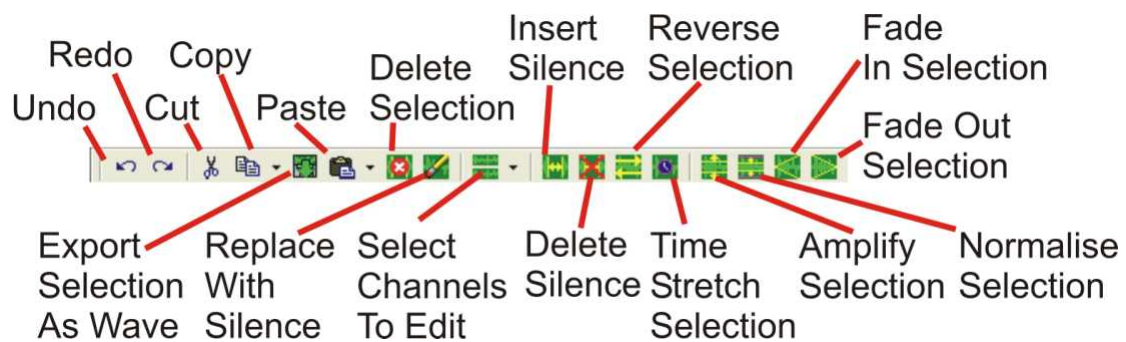 Undo
Redo
Cut
Copy
Paste
Delete
Selection
Insert
Silence
Reverse
Selection
Fade
In Selection
Fade Out
Selection
Export
Selection
As Wave
Replace
With
Silence
Select
Channels
To Edit
Delete
Silence
Time
Stretch
Selection
Amplify
Selection
Normalise
Selection